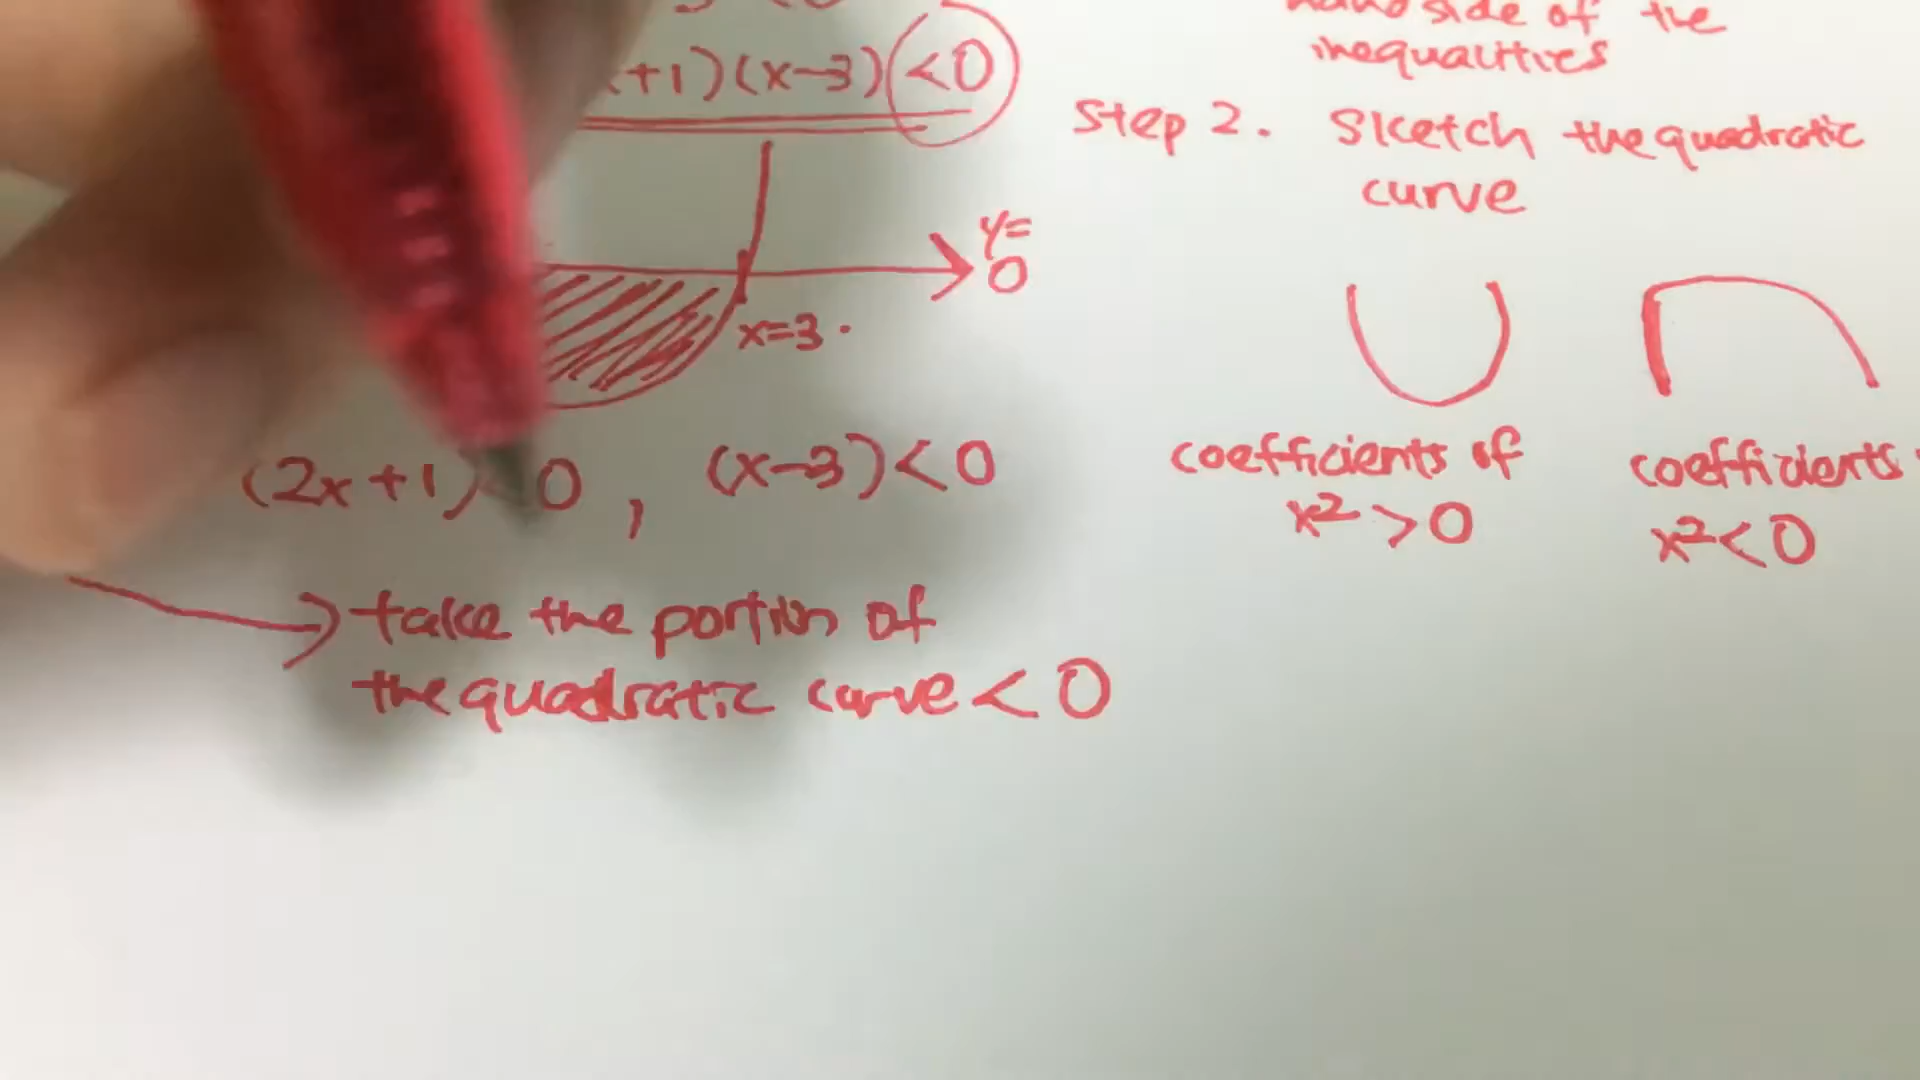 +1)(x-3)<0
y=
0
x=3.
(2x+1)<0, (x-3)<0
take the portion of
the quadratic curve < 0
hand side of the
inequalities
Step 2. Sketch the quadratic
curve
coefficients of
x²>0
coefficients
x²<0